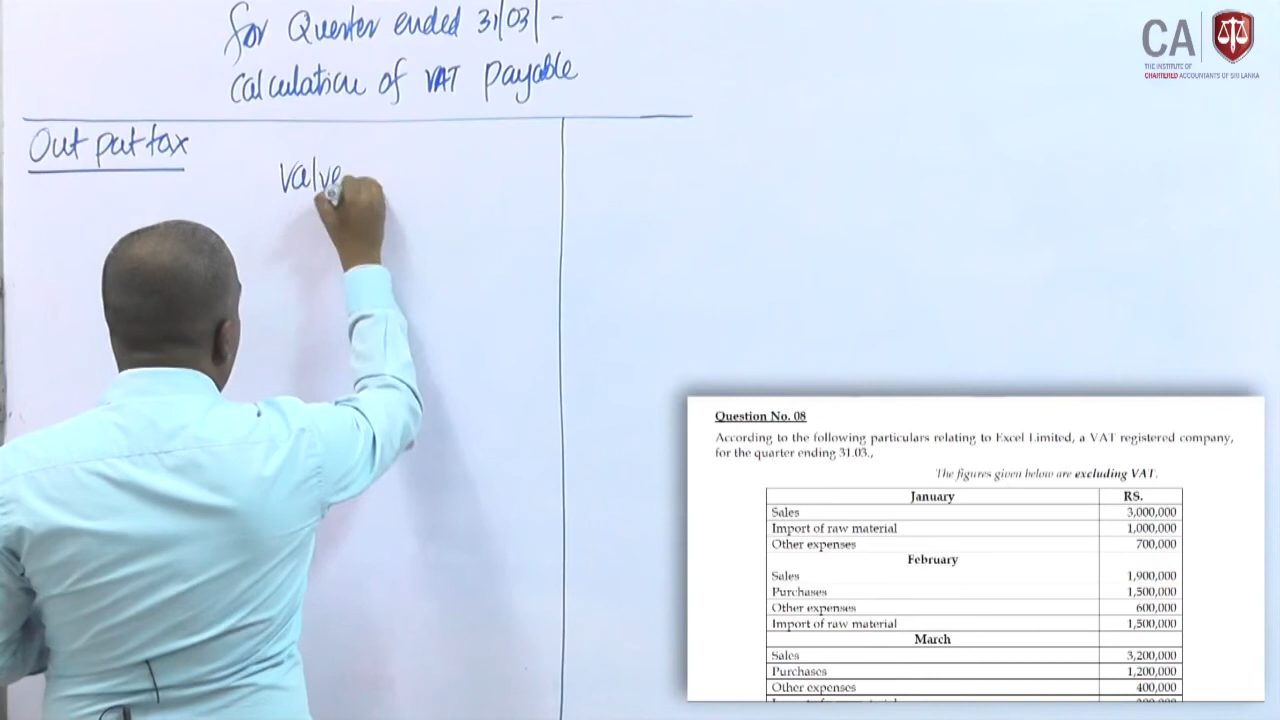 For Querter ended 31/03/-
Calculation of VAT payable
Out put tax
Valve
CA
THE INSTITUTE OF
CHARTERED ACCOUNTANTS OF SRI LANKA
Question No. 08
According to the following particulars relating to Excel Limited, a VAT registered company,
for the quarter ending 31.03.,
The figures given below are excluding VAT.
January RS.
Sales 3,000,000
Import of raw material 1,000,000
Other expenses 700,000
February
Sales 1,900,000
Purchases 1,500,000
Other expenses 600,000
Import of raw material 1,500,000
March
Sales 3,200,000
Purchases 1,200,000
Other expenses 400,000